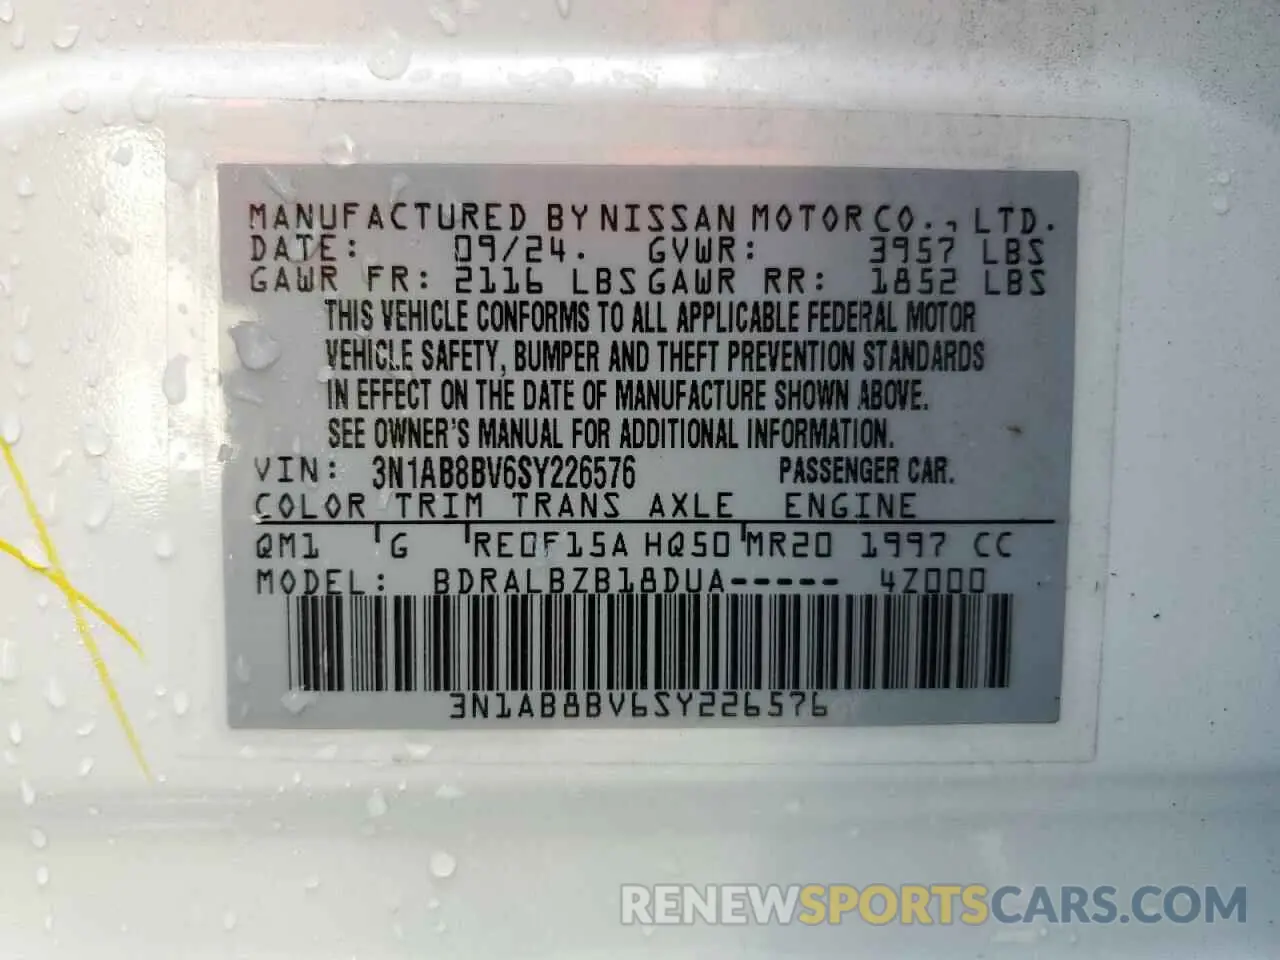 MANUFACTURED BY NISSAN MOTOR CO., LTD.
DATE: 09/24. GVWR: 3957 LBS
GAWR FR: 2116 LBS GAWR RR: 1852 LBS
THIS VEHICLE CONFORMS TO ALL APPLICABLE FEDERAL MOTOR
VEHICLE SAFETY, BUMPER AND THEFT PREVENTION STANDARDS
IN EFFECT ON THE DATE OF MANUFACTURE SHOWN ABOVE.
SEE OWNER'S MANUAL FOR ADDITIONAL INFORMATION.
VIN: 3N1AB8BV6SY226576 PASSENGER CAR.
COLOR TRIM TRANS AXLE ENGINE
QM1 G RE0F15A HQ50 MR20 1997 CC
MODEL: BDRALBZB18DUA----- 4Z000
3N1AB8BV6SY226576
RENEWSPORTSCARS.COM